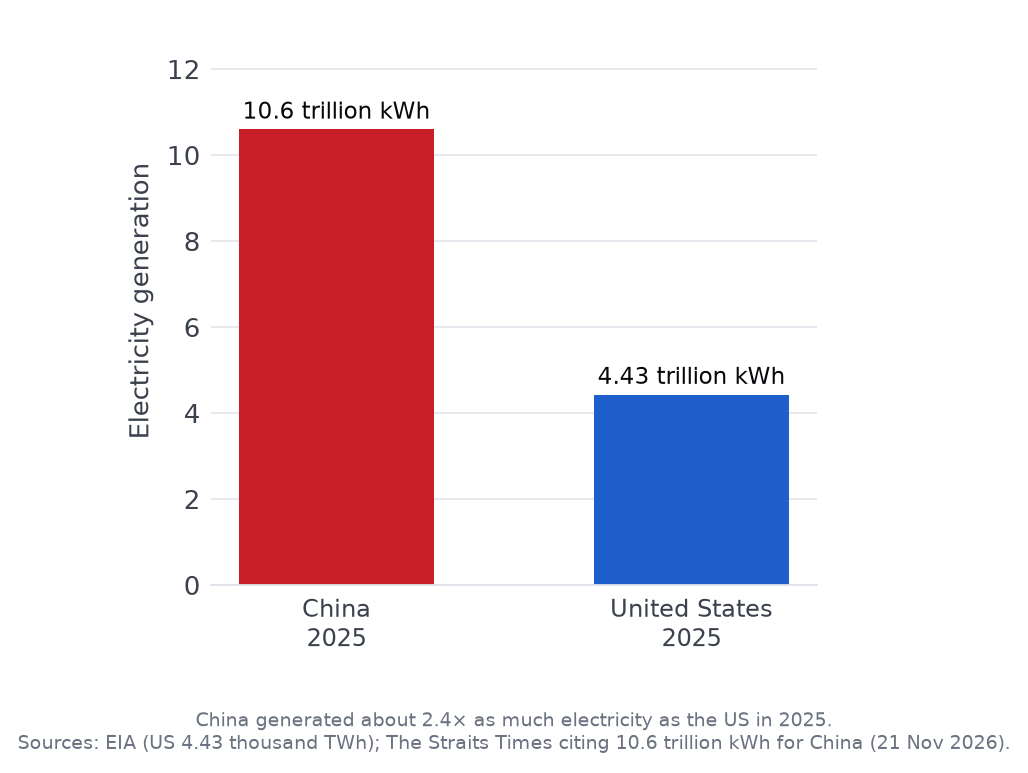 12
10
8
6
4
2
0
Electricity generation
10.6 trillion kWh
4.43 trillion kWh
China
2025
United States
2025
China generated about 2.4× as much electricity as the US in 2025.
Sources: EIA (US 4.43 thousand TWh); The Straits Times citing 10.6 trillion kWh for China (21 Nov 2026).